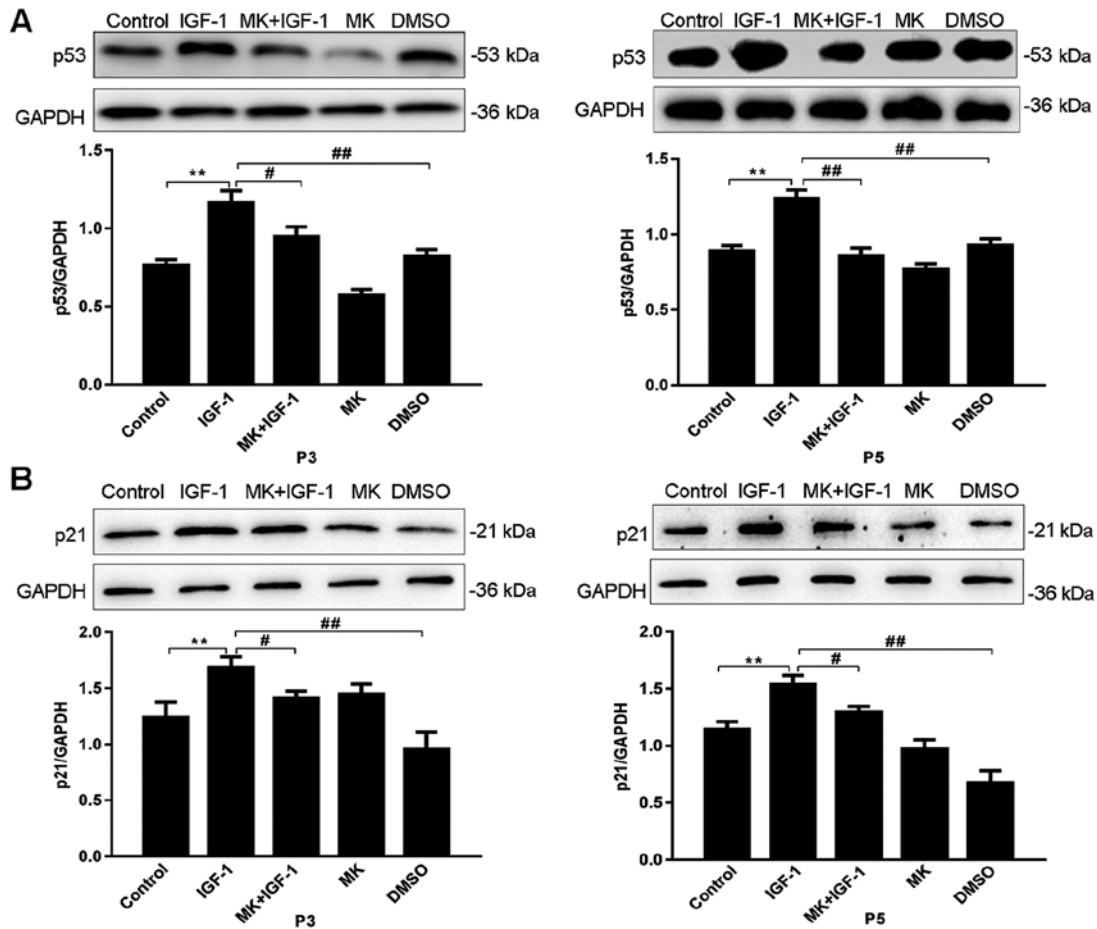 A
Control IGF-1 MK+IGF-1 MK DMSO
p53
-53 kDa
GAPDH
-36 kDa
p53/GAPDH
1.5
1.0
0.5
0.0
**
#
##
Control
IGF-1
MK+IGF-1
MK
DMSO
P3
Control IGF-1 MK+IGF-1 MK DMSO
p53
-53 kDa
GAPDH
-36 kDa
p53/GAPDH
1.5
1.0
0.5
0.0
**
##
##
Control
IGF-1
MK+IGF-1
MK
DMSO
P5
B
Control IGF-1 MK+IGF-1 MK DMSO
p21
-21 kDa
GAPDH
-36 kDa
p21/GAPDH
2.0
1.5
1.0
0.5
0.0
**
#
##
Control
IGF-1
MK+IGF-1
MK
DMSO
P3
Control IGF-1 MK+IGF-1 MK DMSO
p21
-21 kDa
GAPDH
-36 kDa
p21/GAPDH
2.0
1.5
1.0
0.5
0.0
**
#
##
Control
IGF-1
MK+IGF-1
MK
DMSO
P5